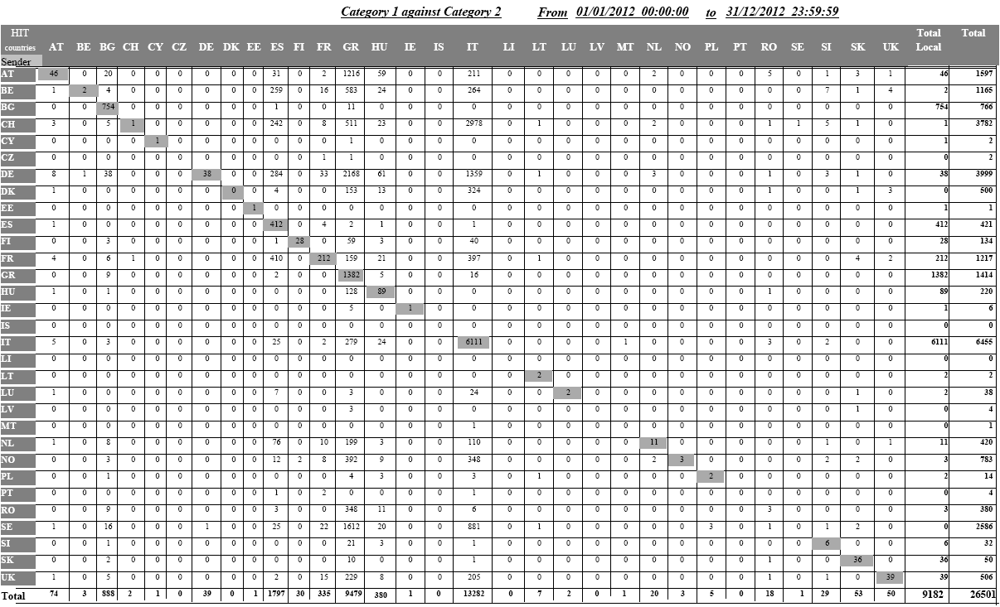 Category 1 against Category 2 From 01/01/2012 00:00:00 to 31/12/2012 23:59:59
HIT countries AT BE BG CH CY CZ DE DK EE ES FI FR GR HU IE IS IT LI LT LU LV MT NL NO PL PT RO SE SI SK UK Total Local Total
Sender
AT 46 0 20 0 0 0 0 0 0 31 0 2 1216 59 0 0 211 0 0 0 0 0 2 0 0 0 5 0 1 3 1 46 1597
BE 1 2 4 0 0 0 0 0 0 259 0 16 583 24 0 0 264 0 0 0 0 0 0 0 0 0 0 0 7 1 4 2 1165
BG 0 0 754 0 0 0 0 0 0 1 0 0 11 0 0 0 0 0 0 0 0 0 0 0 0 0 0 0 0 0 0 754 766
CH 3 0 5 1 0 0 0 0 0 242 0 8 511 23 0 0 2978 0 1 0 0 0 2 0 0 0 1 1 5 1 0 1 3782
CY 0 0 0 0 1 0 0 0 0 0 0 0 1 0 0 0 0 0 0 0 0 0 0 0 0 0 0 0 0 0 0 1 2
CZ 0 0 0 0 0 0 0 0 0 0 0 1 1 0 0 0 0 0 0 0 0 0 0 0 0 0 0 0 0 0 0 0 2
DE 8 1 38 0 0 0 38 0 0 284 0 33 2168 61 0 0 1359 0 1 0 0 0 3 0 0 0 1 0 3 1 0 38 3999
DK 1 0 0 0 0 0 0 0 0 4 0 0 153 13 0 0 324 0 0 0 0 0 0 0 0 0 1 0 0 1 3 0 500
EE 0 0 0 0 0 0 0 0 1 0 0 0 0 0 0 0 0 0 0 0 0 0 0 0 0 0 0 0 0 0 0 1 1
ES 1 0 0 0 0 0 0 0 0 412 0 4 2 1 0 0 1 0 0 0 0 0 0 0 0 0 0 0 0 0 0 412 421
FI 0 0 3 0 0 0 0 0 0 1 28 0 59 3 0 0 40 0 0 0 0 0 0 0 0 0 0 0 0 0 0 28 134
FR 4 0 6 1 0 0 0 0 0 410 0 212 159 21 0 0 397 0 1 0 0 0 0 0 0 0 0 0 0 4 2 212 1217
GR 0 0 9 0 0 0 0 0 0 2 0 0 1382 5 0 0 16 0 0 0 0 0 0 0 0 0 0 0 0 0 0 1382 1414
HU 1 0 1 0 0 0 0 0 0 0 0 0 128 89 0 0 0 0 0 0 0 0 0 0 0 0 1 0 0 0 0 89 220
IE 0 0 0 0 0 0 0 0 0 0 0 0 5 0 1 0 0 0 0 0 0 0 0 0 0 0 0 0 0 0 0 1 6
IS 0 0 0 0 0 0 0 0 0 0 0 0 0 0 0 0 0 0 0 0 0 0 0 0 0 0 0 0 0 0 0 0 0
IT 5 0 3 0 0 0 0 0 0 25 0 2 279 24 0 0 6111 0 0 0 0 1 0 0 0 0 3 0 2 0 0 6111 6455
LI 0 0 0 0 0 0 0 0 0 0 0 0 0 0 0 0 0 0 0 0 0 0 0 0 0 0 0 0 0 0 0 0 0
LT 0 0 0 0 0 0 0 0 0 0 0 0 0 0 0 0 0 0 2 0 0 0 0 0 0 0 0 0 0 0 0 2 2
LU 1 0 0 0 0 0 0 0 0 7 0 0 3 0 0 0 24 0 0 2 0 0 0 0 0 0 0 0 0 1 0 2 38
LV 0 0 0 0 0 0 0 0 0 0 0 0 3 0 0 0 0 0 0 0 0 0 0 0 0 0 0 0 0 1 0 0 4
MT 0 0 0 0 0 0 0 0 0 0 0 0 0 0 0 0 1 0 0 0 0 0 0 0 0 0 0 0 0 0 0 0 1
NL 1 0 8 0 0 0 0 0 0 76 0 10 199 3 0 0 110 0 0 0 0 0 11 0 0 0 0 0 1 0 1 11 420
NO 0 0 3 0 0 0 0 0 0 12 2 8 392 9 0 0 348 0 0 0 0 0 2 3 0 0 0 0 2 2 0 3 783
PL 0 0 1 0 0 0 0 0 0 0 0 0 4 3 0 0 3 0 1 0 0 0 0 0 2 0 0 0 0 0 0 2 14
PT 0 0 0 0 0 0 0 0 0 1 0 2 0 0 0 0 1 0 0 0 0 0 0 0 0 0 0 0 0 0 0 0 4
RO 0 0 9 0 0 0 0 0 0 3 0 0 348 11 0 0 6 0 0 0 0 0 0 0 0 0 3 0 0 0 0 3 380
SE 1 0 16 0 0 0 1 0 0 25 0 22 1612 20 0 0 881 0 1 0 0 0 0 0 3 0 1 0 1 2 0 0 2586
SI 0 0 1 0 0 0 0 0 0 0 0 0 21 3 0 0 1 0 0 0 0 0 0 0 0 0 0 0 6 0 0 6 32
SK 0 0 2 0 0 0 0 0 0 0 0 0 10 0 0 0 1 0 0 0 0 0 0 0 0 0 1 0 0 36 0 36 50
UK 1 0 5 0 0 0 0 0 0 2 0 15 229 8 0 0 205 0 0 0 0 0 0 0 0 0 1 0 1 0 39 39 506
Total 74 3 888 2 1 0 39 0 1 1797 30 335 9479 380 1 0 13282 0 7 2 0 1 20 3 5 0 18 1 29 53 50 9182 26501